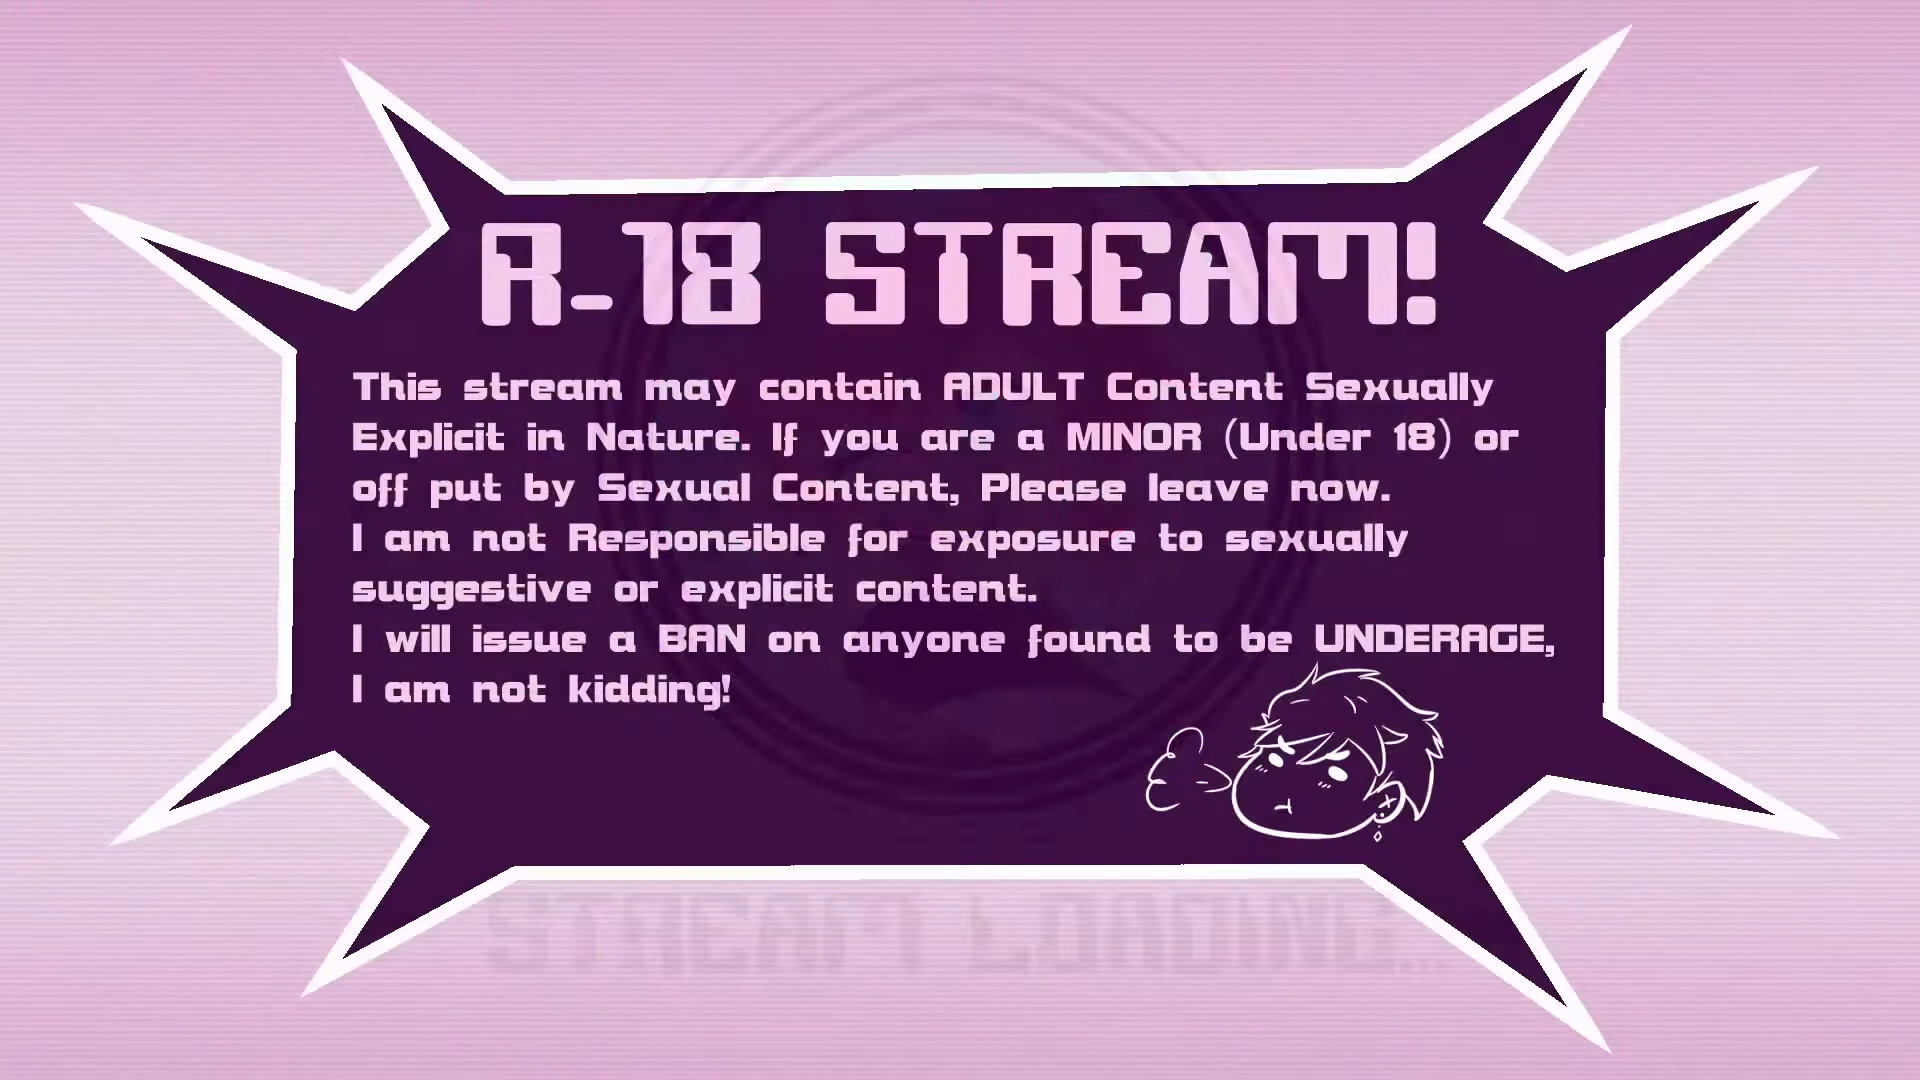 R-18 STREAM!
This stream may contain ADULT Content Sexually
Explicit in Nature. If you are a MINOR (Under 18) or
off put by Sexual Content, Please leave now.
I am not Responsible for exposure to sexually
suggestive or explicit content.
I will issue a BAN on anyone found to be UNDERAGE,
I am not kidding!
STREAM LOADING...